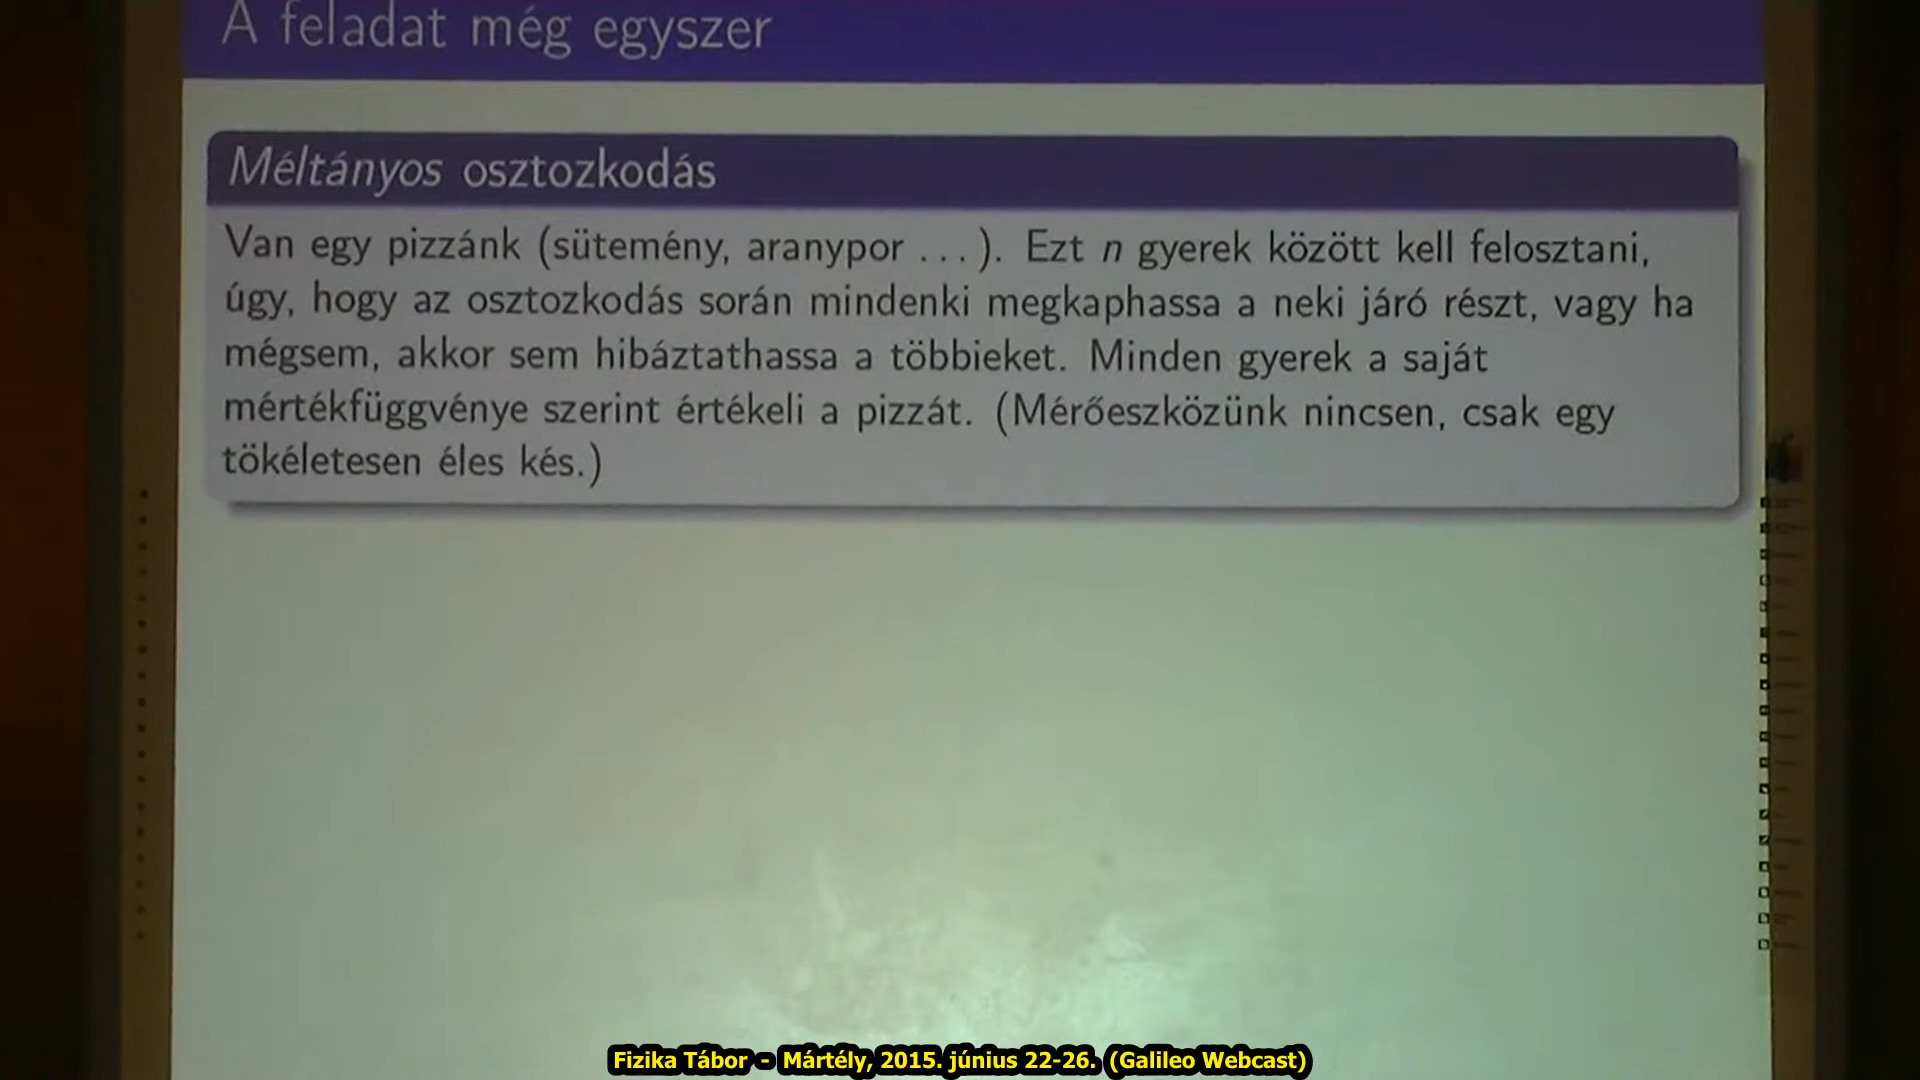 A feladat még egyszer
Méltányos osztozkodás
Van egy pizzánk (sütemény, aranypor ...). Ezt n gyerek között kell felosztani,
úgy, hogy az osztozkodás során mindenki megkaphassa a neki járó részt, vagy ha
mégsem, akkor sem hibáztathassa a többieket. Minden gyerek a saját
mértékfüggvénye szerint értékeli a pizzát. (Mérőeszközünk nincsen, csak egy
tökéletesen éles kés.)
Fizika Tábor - Mártély, 2015. június 22-26. (Galileo Webcast)